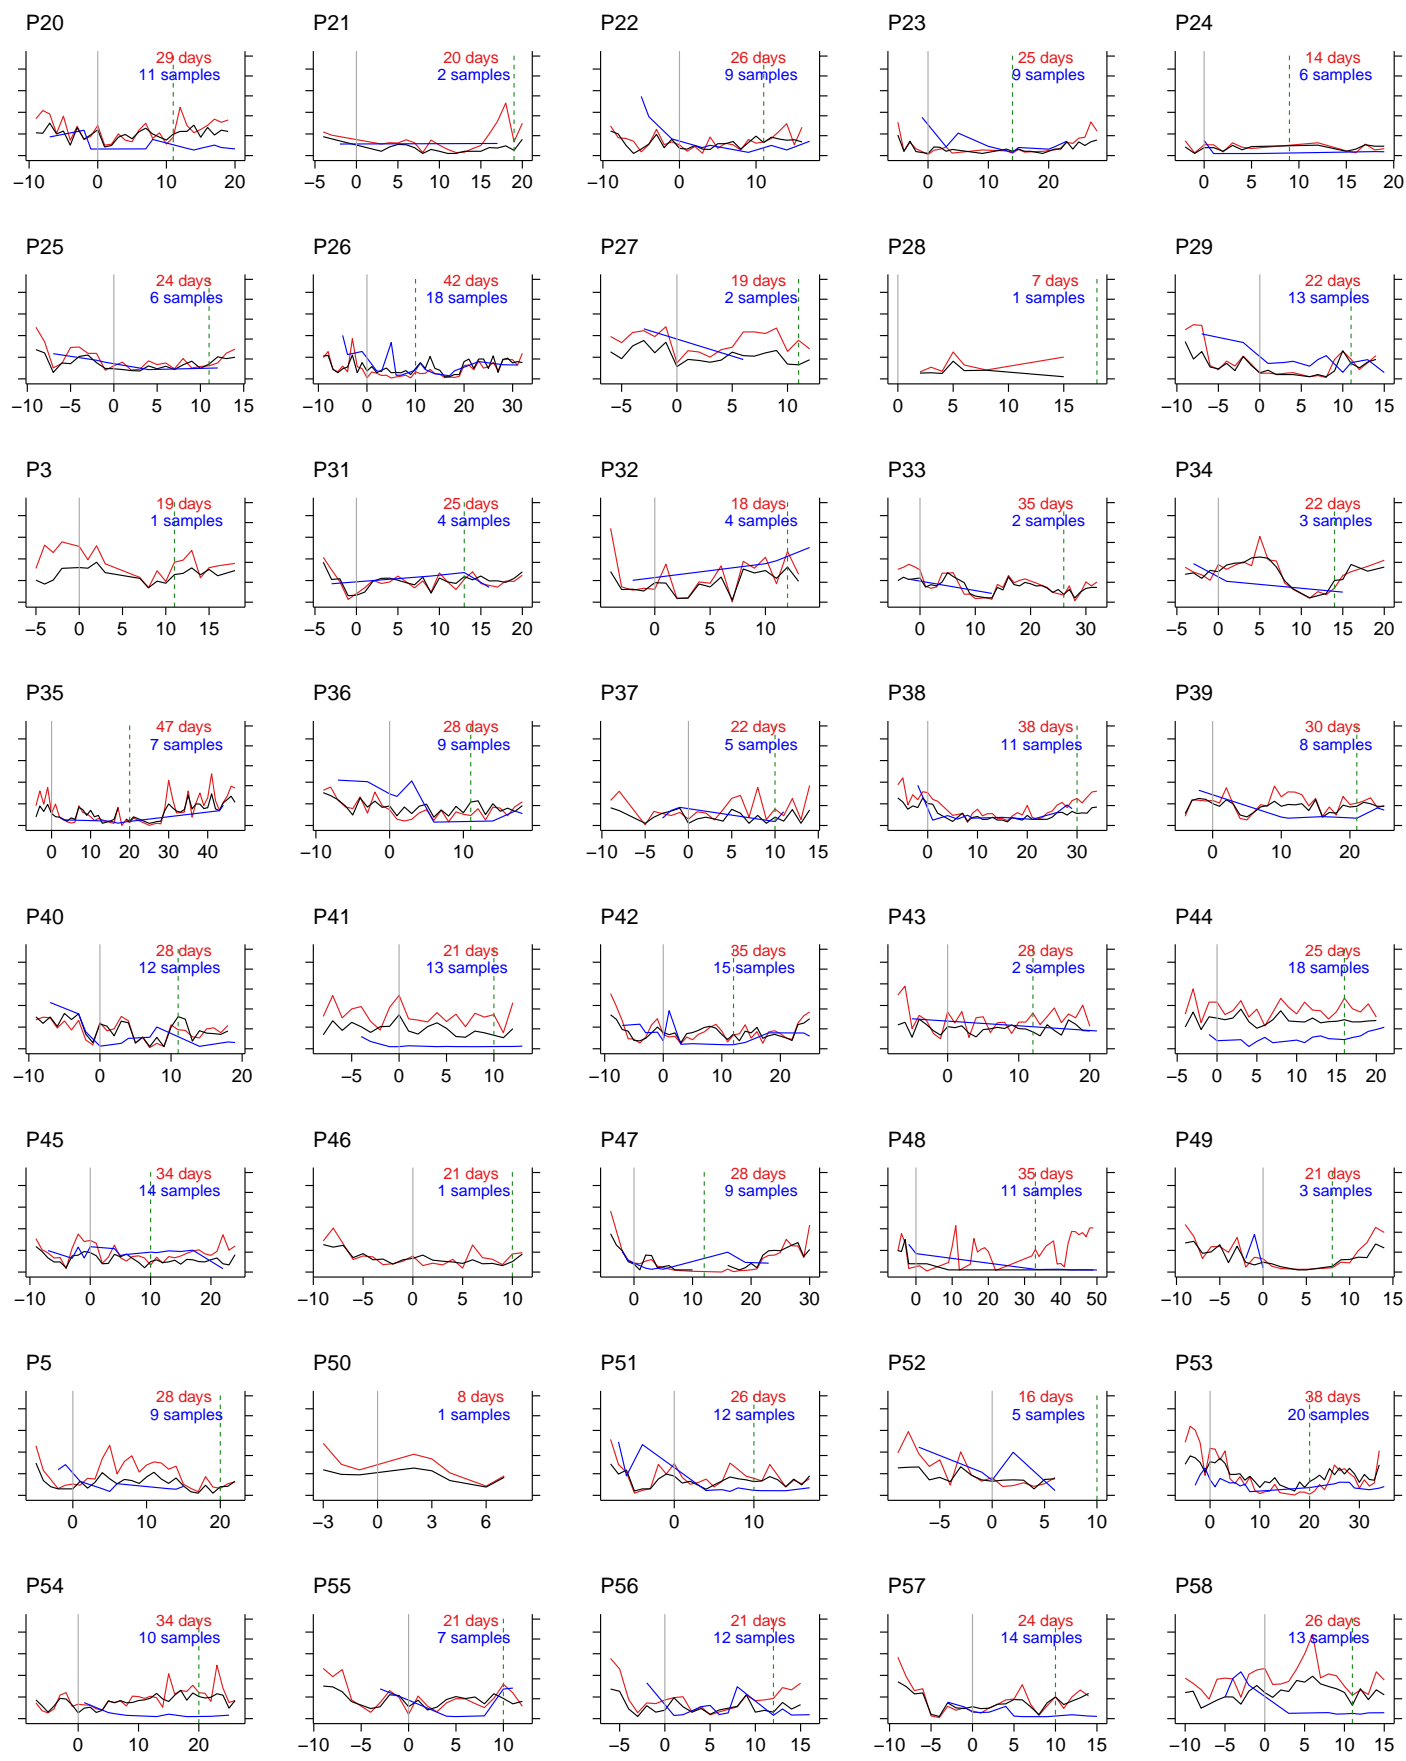 P20 P21 P22 P23 P24
29 days 20 days 26 days 25 days 14 days
11 samples 2 samples 9 samples 9 samples 6 samples
−10 0 10 20 −5 0 5 10 15 20 −10 0 10 0 10 20 0 5 10 15 20
P25 P26 P27 P28 P29
24 days 42 days 19 days 7 days 22 days
6 samples 18 samples 2 samples 1 samples 13 samples
−10 −5 0 5 10 15 −10 0 10 20 30 −5 0 5 10 0 5 10 15 −10 −5 0 5 10 15
P3 P31 P32 P33 P34
19 days 25 days 18 days 35 days 22 days
1 samples 4 samples 4 samples 2 samples 3 samples
−5 0 5 10 15 −5 0 5 10 15 20 0 5 10 0 10 20 30 −5 0 5 10 15 20
P35 P36 P37 P38 P39
47 days 28 days 22 days 38 days 30 days
7 samples 9 samples 5 samples 11 samples 8 samples
0 10 20 30 40 −10 0 10 −10 −5 0 5 10 15 −10 0 10 20 30 0 10 20
P40 P41 P42 P43 P44
28 days 21 days 35 days 28 days 25 days
12 samples 13 samples 15 samples 2 samples 18 samples
−10 0 10 20 −5 0 5 10 −10 0 10 20 0 10 20 −5 0 5 10 15 20
P45 P46 P47 P48 P49
34 days 21 days 28 days 35 days 21 days
14 samples 1 samples 9 samples 11 samples 3 samples
−10 0 10 20 −10 −5 0 5 10 0 10 20 30 0 10 20 30 40 50 −10 −5 0 5 10 15
P5 P50 P51 P52 P53
28 days 8 days 26 days 16 days 38 days
9 samples 1 samples 12 samples 5 samples 20 samples
0 10 20 −3 0 3 6 0 10 −5 0 5 10 0 10 20 30
P54 P55 P56 P57 P58
34 days 21 days 21 days 24 days 26 days
10 samples 7 samples 12 samples 14 samples 13 samples
0 10 20 −10 −5 0 5 10 −5 0 5 10 15 −10 −5 0 5 10 15 −10 −5 0 5 10 15